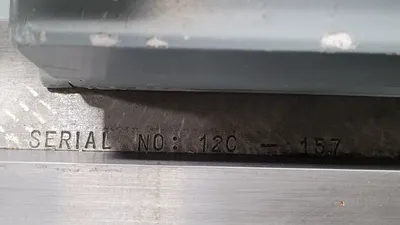 SERIAL NO: 12C - 157